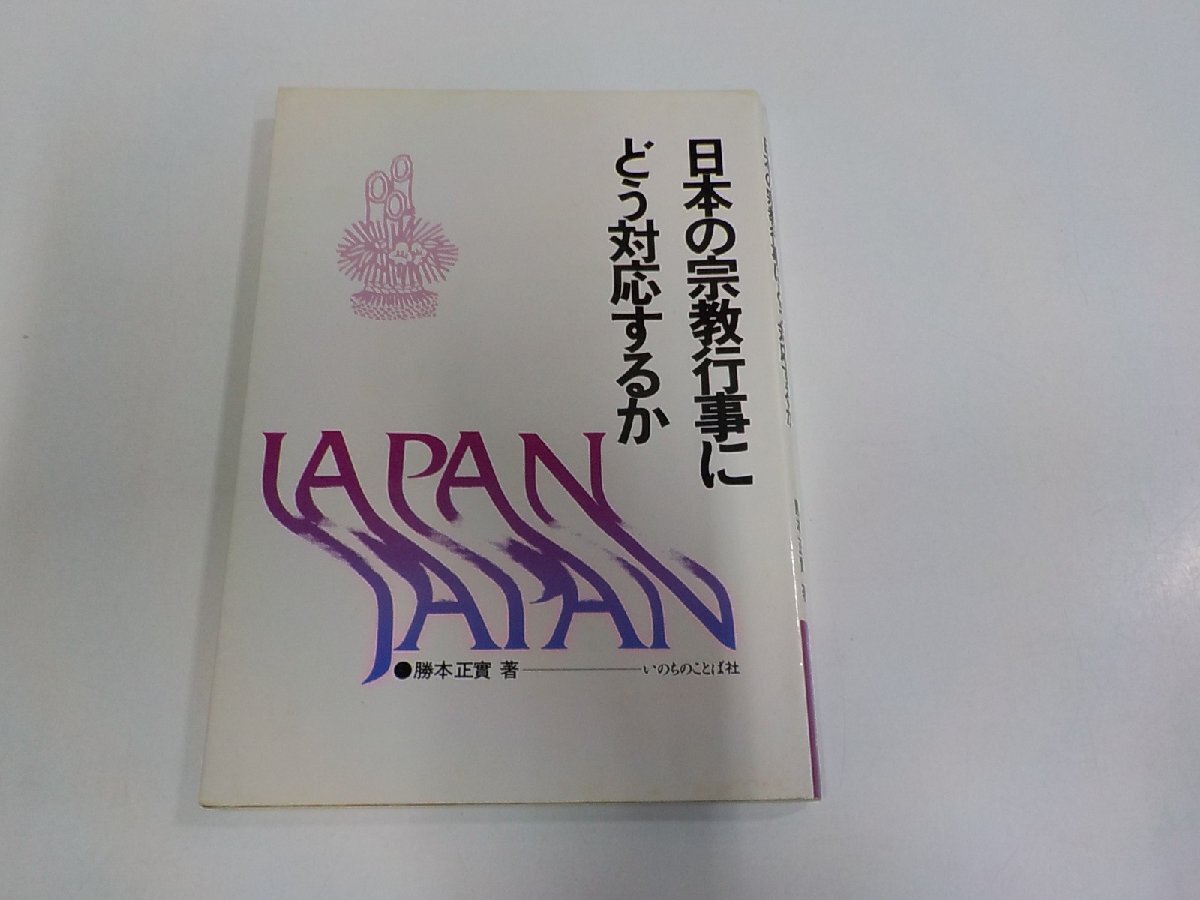 日本の宗教行事に
どう対応するか
JAPAN
JAPAN
●勝本正實 著
いのちのことば社